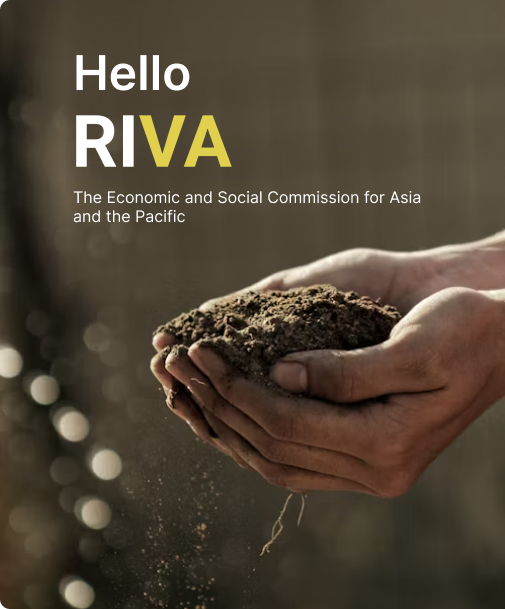 Hello
RIVA
The Economic and Social Commission for Asia
and the Pacific